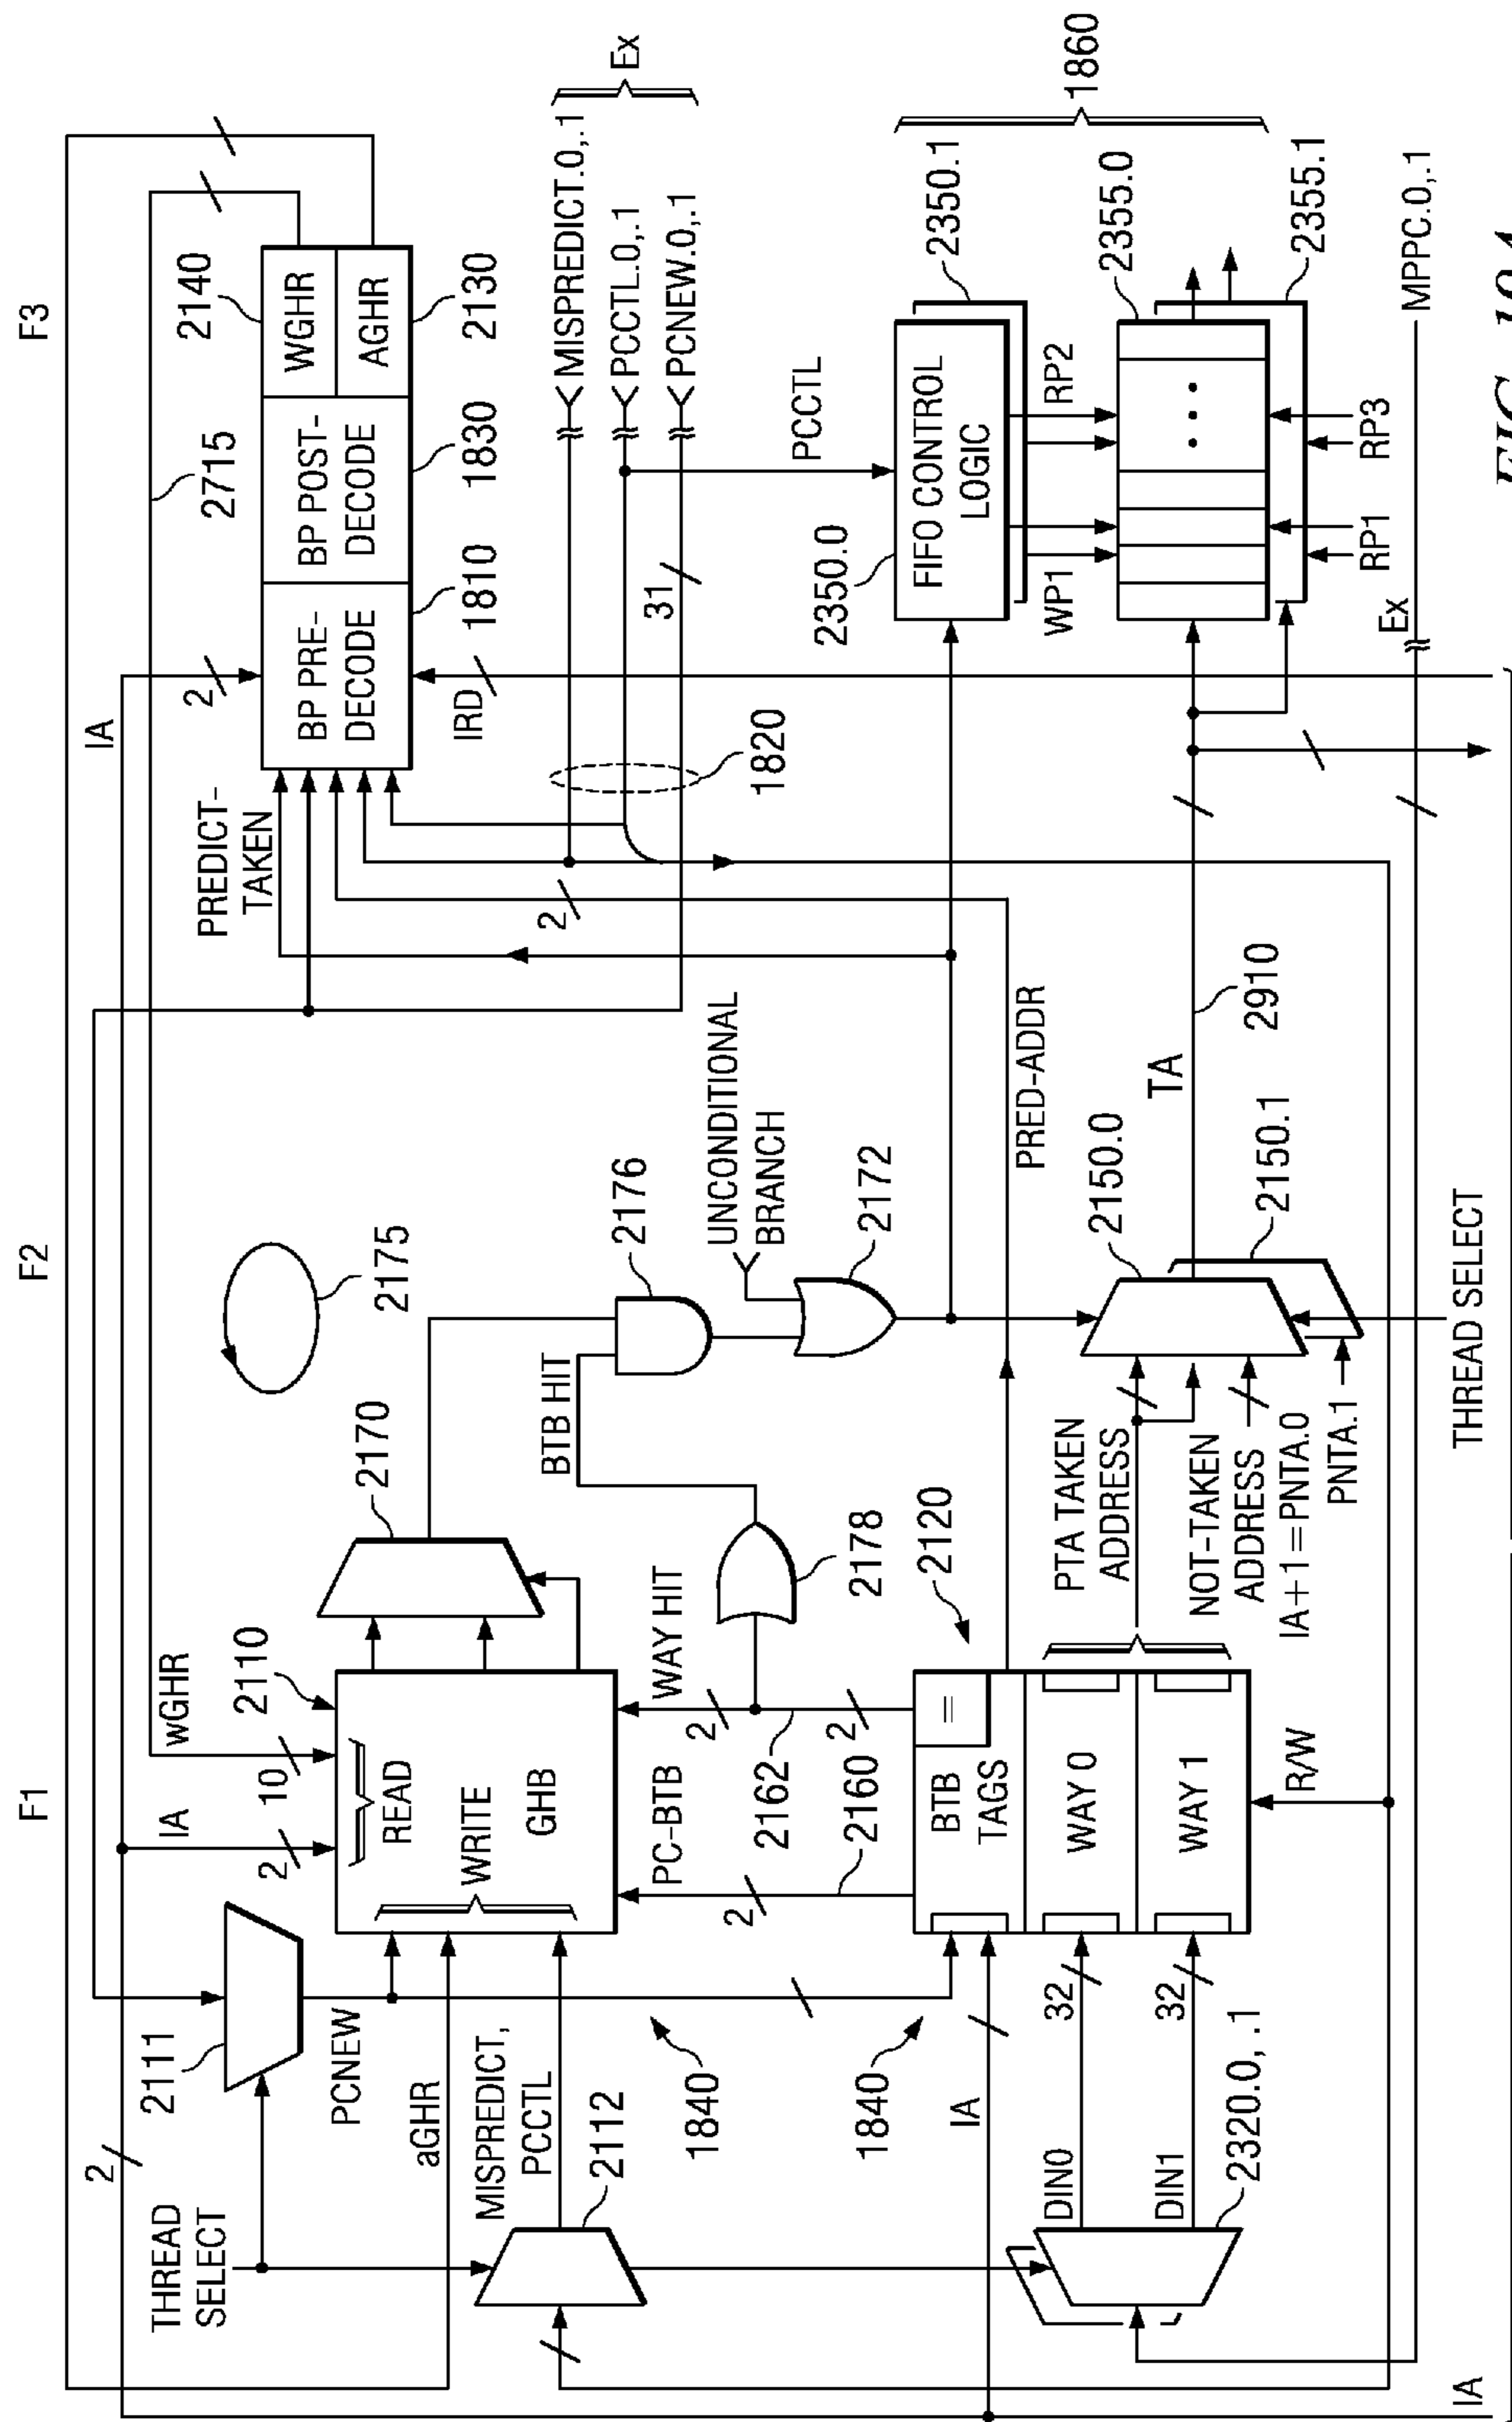 F1
F2
F3
2
IA
2715
2140
WGHR
AGHR
2130
BP POST-
DECODE
1830
BP PRE-
DECODE
1810
2
IRD
PREDICT-
TAKEN
MISPREDICT.0,.1
PCCTL.0,.1
PCNEW.0,.1
Ex
31
1820
2
THREAD
SELECT
2111
PCNEW
aGHR
MISPREDICT,
PCCTL
2112
IA
2
wGHR
10
2110
READ
WRITE
GHB
2170
2175
BTB HIT
2176
UNCONDITIONAL
BRANCH
2172
2178
WAY HIT
2
2162
2
PC-BTB
2
2160
1840
1840
2120
BTB
TAGS
=
WAY 0
WAY 1
R/W
IA
DIN0
32
DIN1
32
2320.0, .1
PRED-ADDR
PTA TAKEN
ADDRESS
NOT-TAKEN
ADDRESS
IA+1=PNTA.0
PNTA.1
THREAD SELECT
2150.0
2150.1
TA
2910
PCCTL
2350.0
FIFO CONTROL
LOGIC
2350.1
1860
WP1
RP2
2355.0
2355.1
RP1
RP3
Ex
MPPC.0,.1
IA